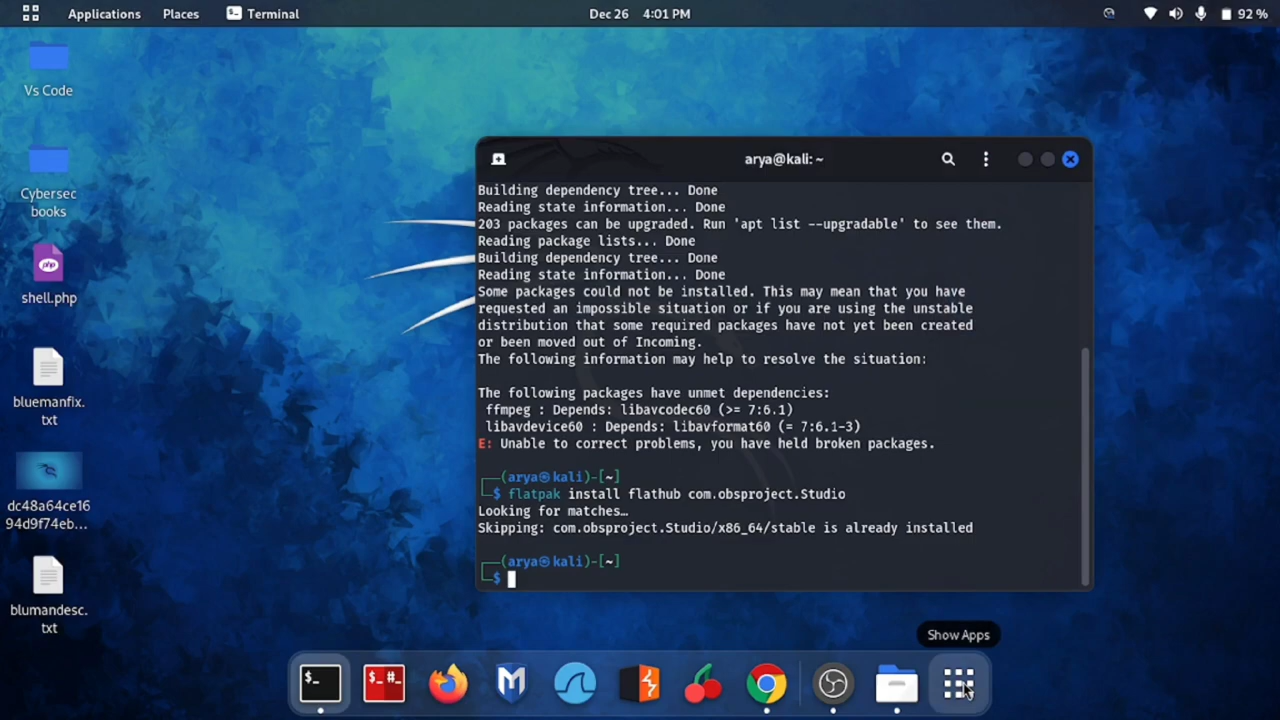 Applications Places Terminal Dec 26 4:01 PM 92 %
Vs Code
Cybersec
books
shell.php
bluemanfix.
txt
dc48a64ce16
94d9f74eb...
blumandesc.
txt
arya@kali: ~
Building dependency tree... Done
Reading state information... Done
203 packages can be upgraded. Run 'apt list --upgradable' to see them.
Reading package lists... Done
Building dependency tree... Done
Reading state information... Done
Some packages could not be installed. This may mean that you have
requested an impossible situation or if you are using the unstable
distribution that some required packages have not yet been created
or been moved out of Incoming.
The following information may help to resolve the situation:
The following packages have unmet dependencies:
ffmpeg : Depends: libavcodec60 (>= 7:6.1)
libavdevice60 : Depends: libavformat60 (= 7:6.1-3)
E: Unable to correct problems, you have held broken packages.
┌──(arya㉿kali)-[~]
└─$ flatpak install flathub com.obsproject.Studio
Looking for matches…
Skipping: com.obsproject.Studio/x86_64/stable is already installed
┌──(arya㉿kali)-[~]
└─$
Show Apps
$_ $_#_